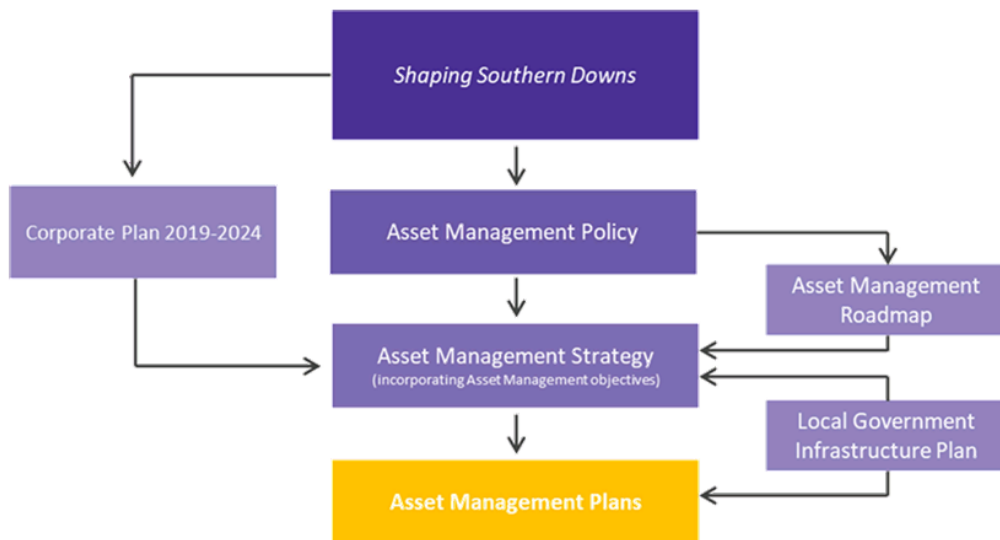 Shaping Southern Downs
Corporate Plan 2019-2024
Asset Management Policy
Asset Management
Roadmap
Asset Management Strategy
(incorporating Asset Management objectives)
Local Government
Infrastructure Plan
Asset Management Plans